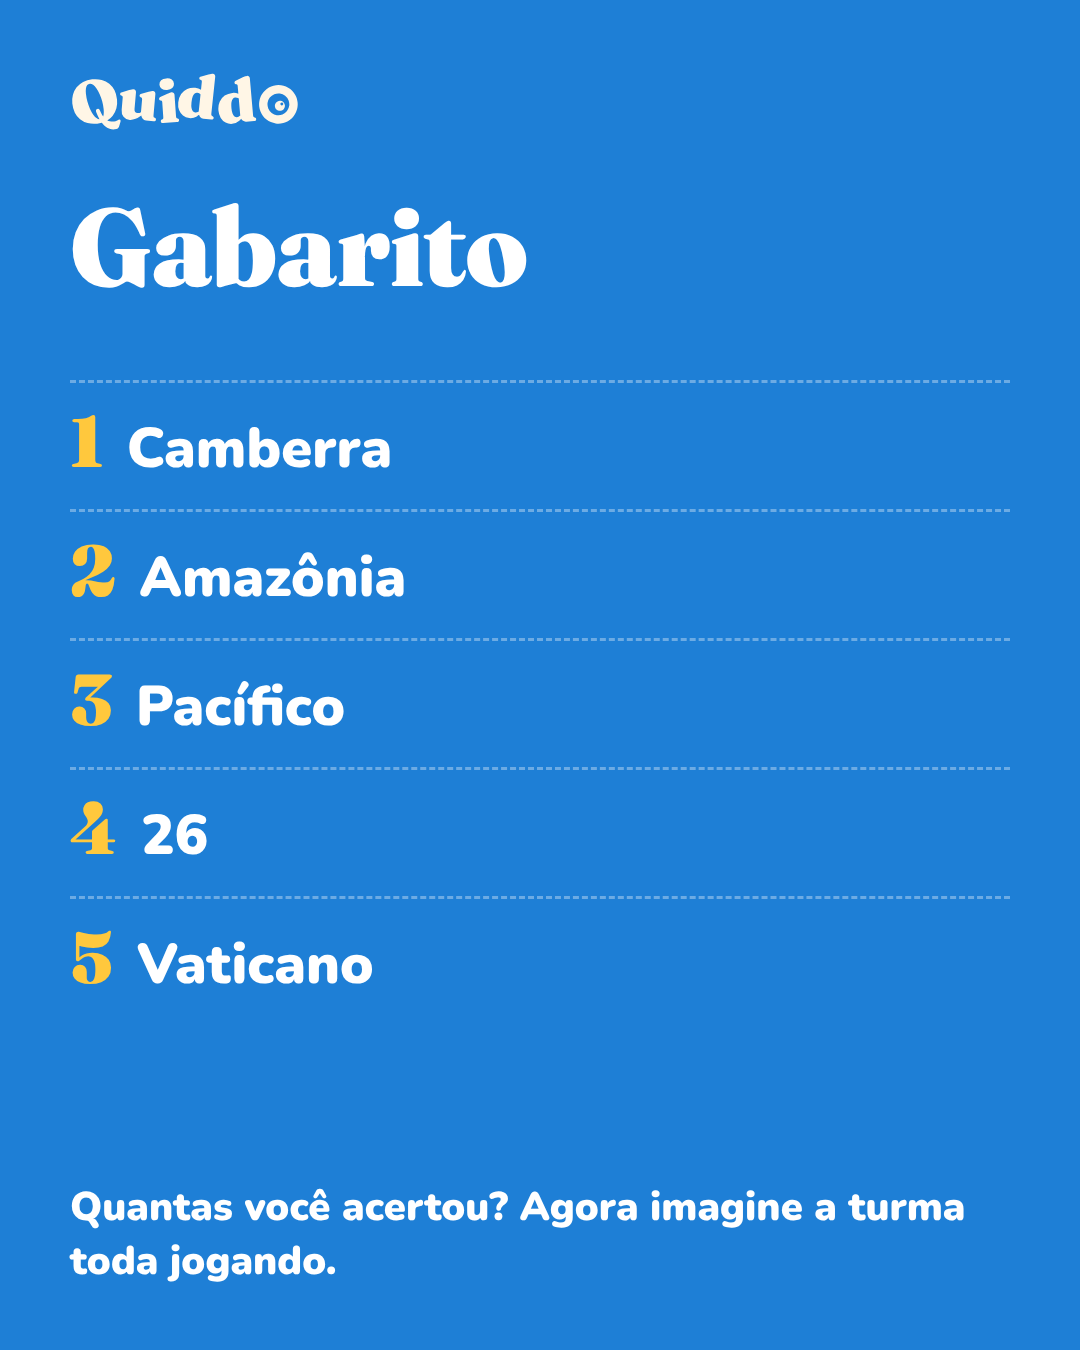 Quiddo
Gabarito
1 Camberra
2 Amazônia
3 Pacífico
4 26
5 Vaticano
Quantas você acertou? Agora imagine a turma
toda jogando.